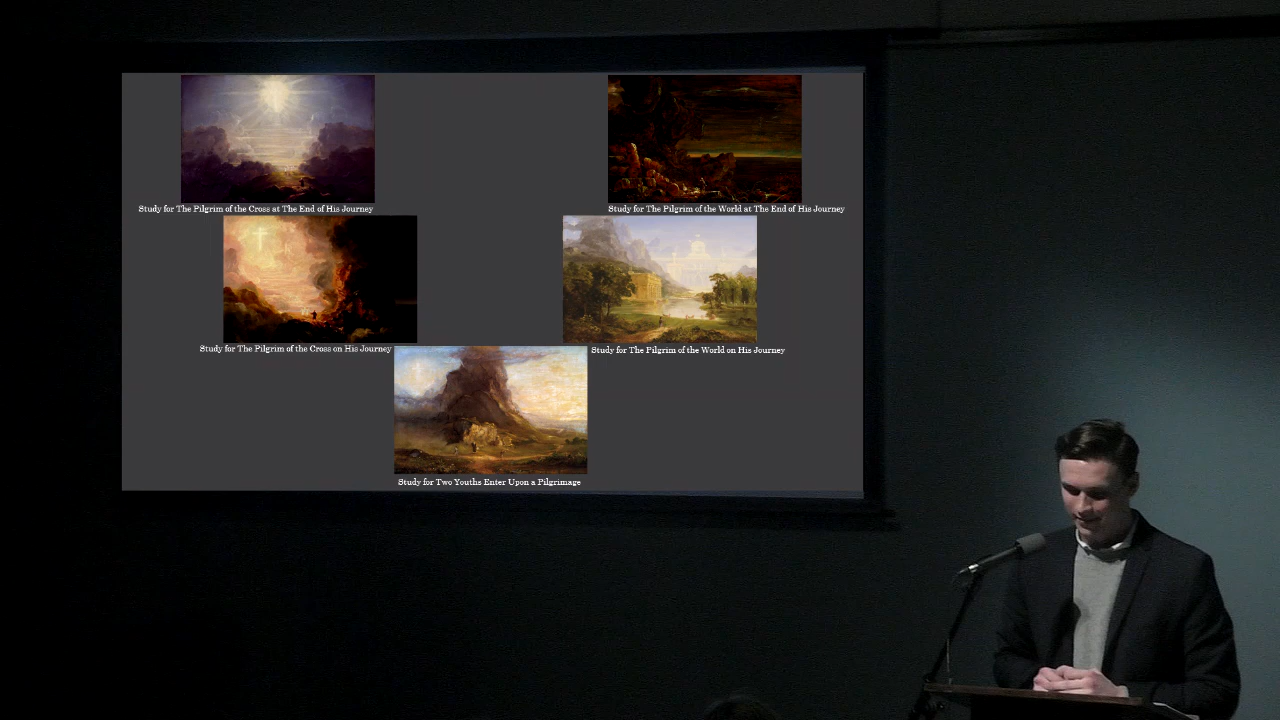 Study for The Pilgrim of the Cross at The End of His Journey
Study for The Pilgrim of the World at The End of His Journey
Study for The Pilgrim of the Cross on His Journey
Study for The Pilgrim of the World on His Journey
Study for Two Youths Enter Upon a Pilgrimage